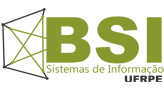 BSI
Sistemas de Informação
UFRPE